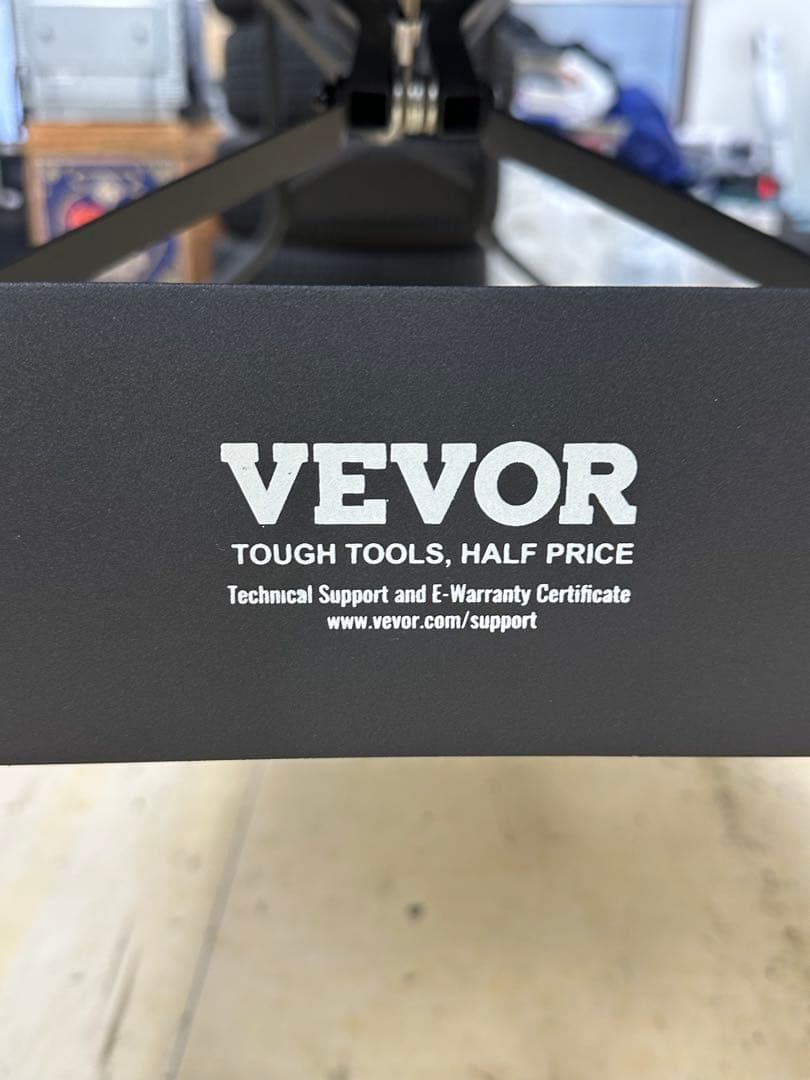 VEVOR
TOUGH TOOLS, HALF PRICE
Technical Support and E-Warranty Certificate
www.vevor.com/support